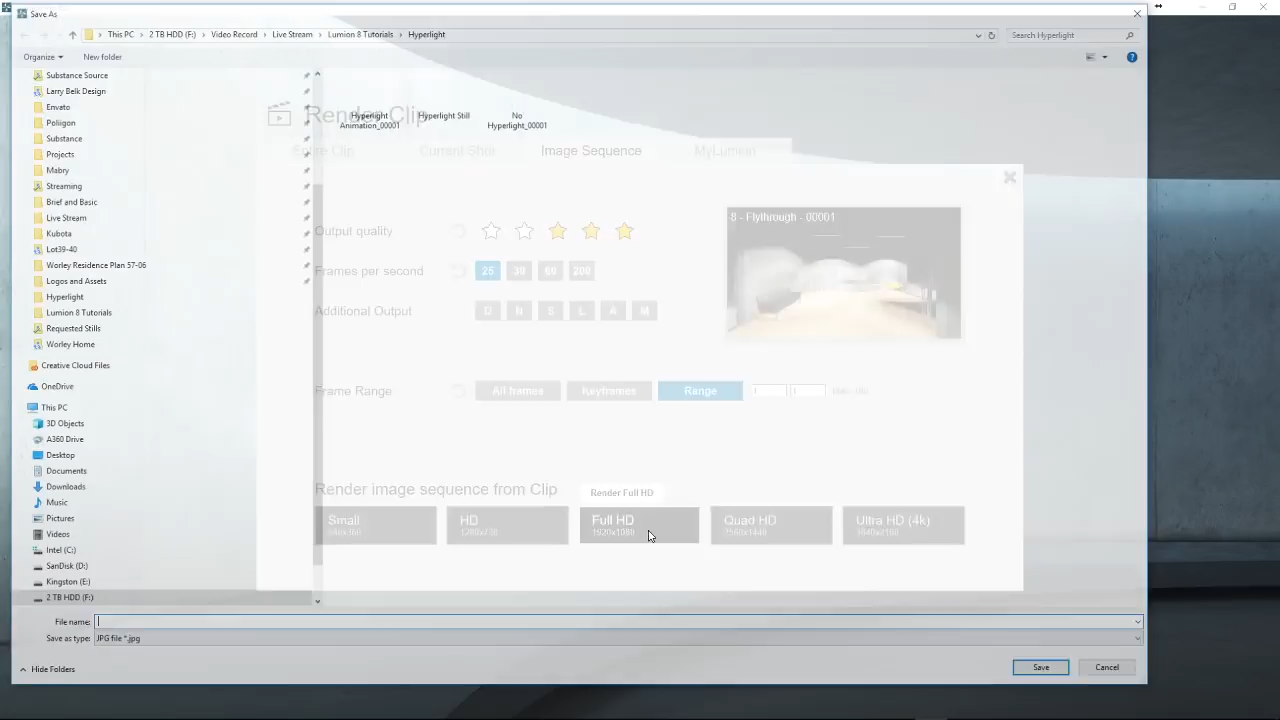 Save As
This PC > 2 TB HDD (F:) > Video Record > Live Stream > Lumion 8 Tutorials > Hyperlight
Search Hyperlight
Organize
New folder
Substance Source
Larry Belk Design
Envato
Poliigon
Substance
Projects
Mabry
Streaming
Brief and Basic
Live Stream
Kubota
Lot39-40
Worley Residence Plan 57-06
Logos and Assets
Hyperlight
Lumion 8 Tutorials
Requested Stills
Worley Home
Creative Cloud Files
OneDrive
This PC
3D Objects
A360 Drive
Desktop
Documents
Downloads
Music
Pictures
Videos
Intel (C:)
SanDisk (D:)
Kingston (E:)
2 TB HDD (F:)
Hyperlight
Animation_00001
Hyperlight Still
No
Hyperlight_00001
Render Clip
Entire Clip
Current Shot
Image Sequence
MyLumion
Output quality
8 - Flythrough - 00001
Frames per second
25 30 60 200
Additional Output
D N S L A M
Frame Range
All frames
Keyframes
Range
Render image sequence from Clip
Render Full HD
Small
640x360
HD
1280x720
Full HD
1920x1080
Quad HD
2560x1440
Ultra HD (4k)
3840x2160
File name:
Save as type: JPG file *.jpg
Hide Folders
Save
Cancel